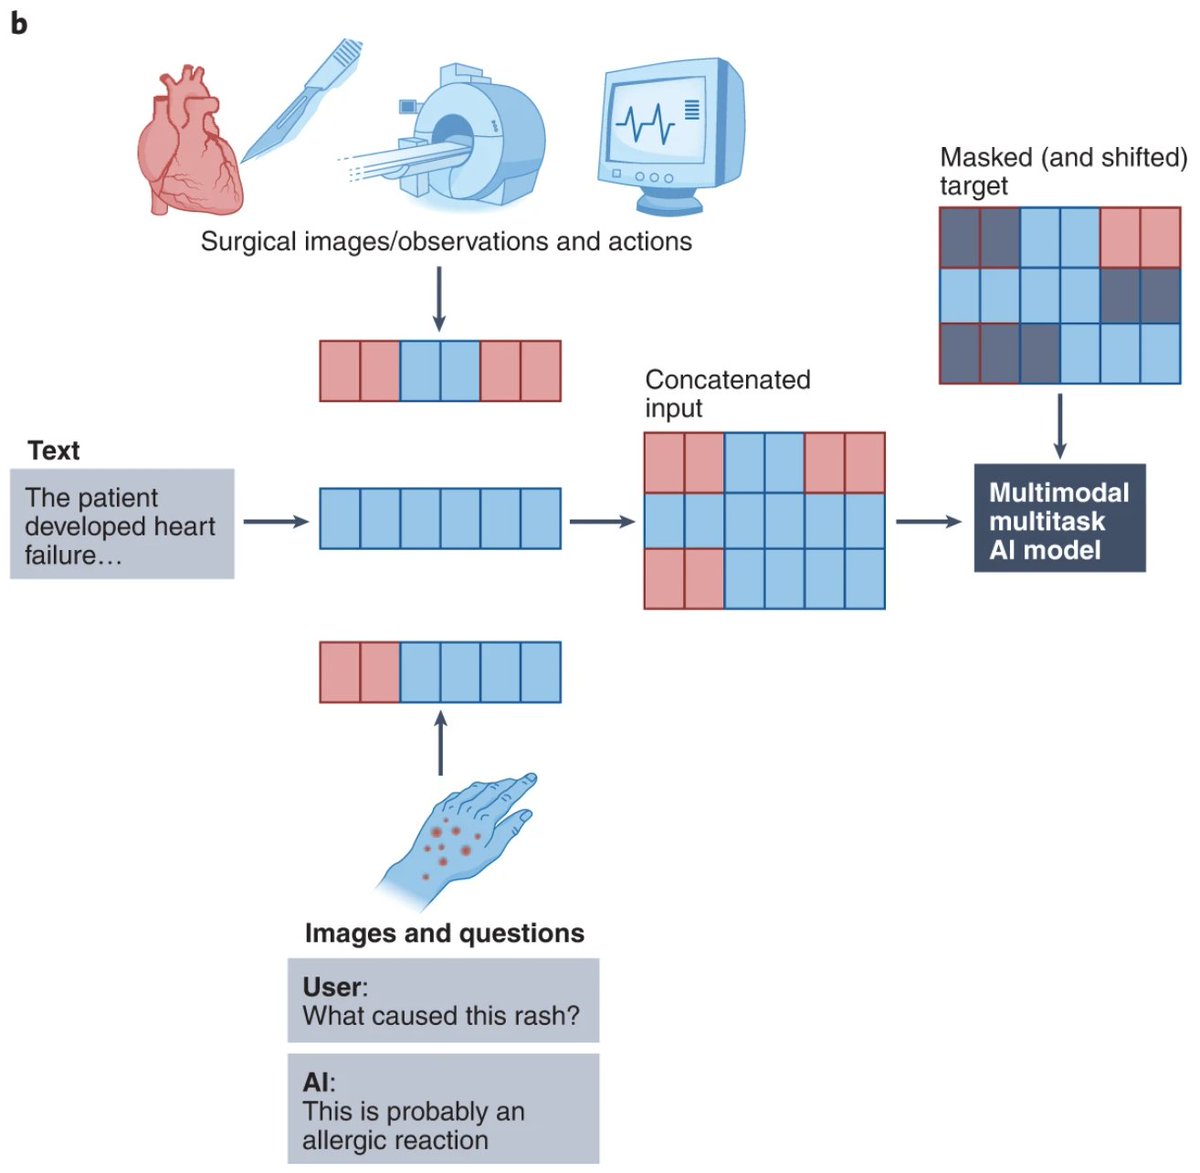 b
Surgical images/observations and actions
Masked (and shifted)
target
Concatenated
input
Text
The patient
developed heart
failure…
Multimodal
multitask
AI model
Images and questions
User:
What caused this rash?
AI:
This is probably an
allergic reaction